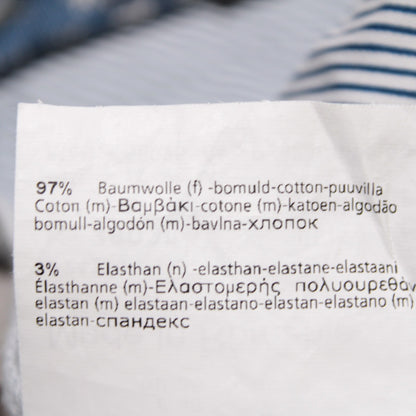 97% Baumwolle (f) -bomuld-cotton-puuvilla
Coton (m)-Βαμβάκι-cotone (m)-katoen-algodão
bomull-algodón (m)-bavlna-хлопок
3% Elasthan (n) -elasthan-elastane-elastaani
Élasthanne (m)-Ελαστομερής πολυουρεθάν
elastan (m) elastaan-elastano-elastan-elastano (m)
elastan-спандекс